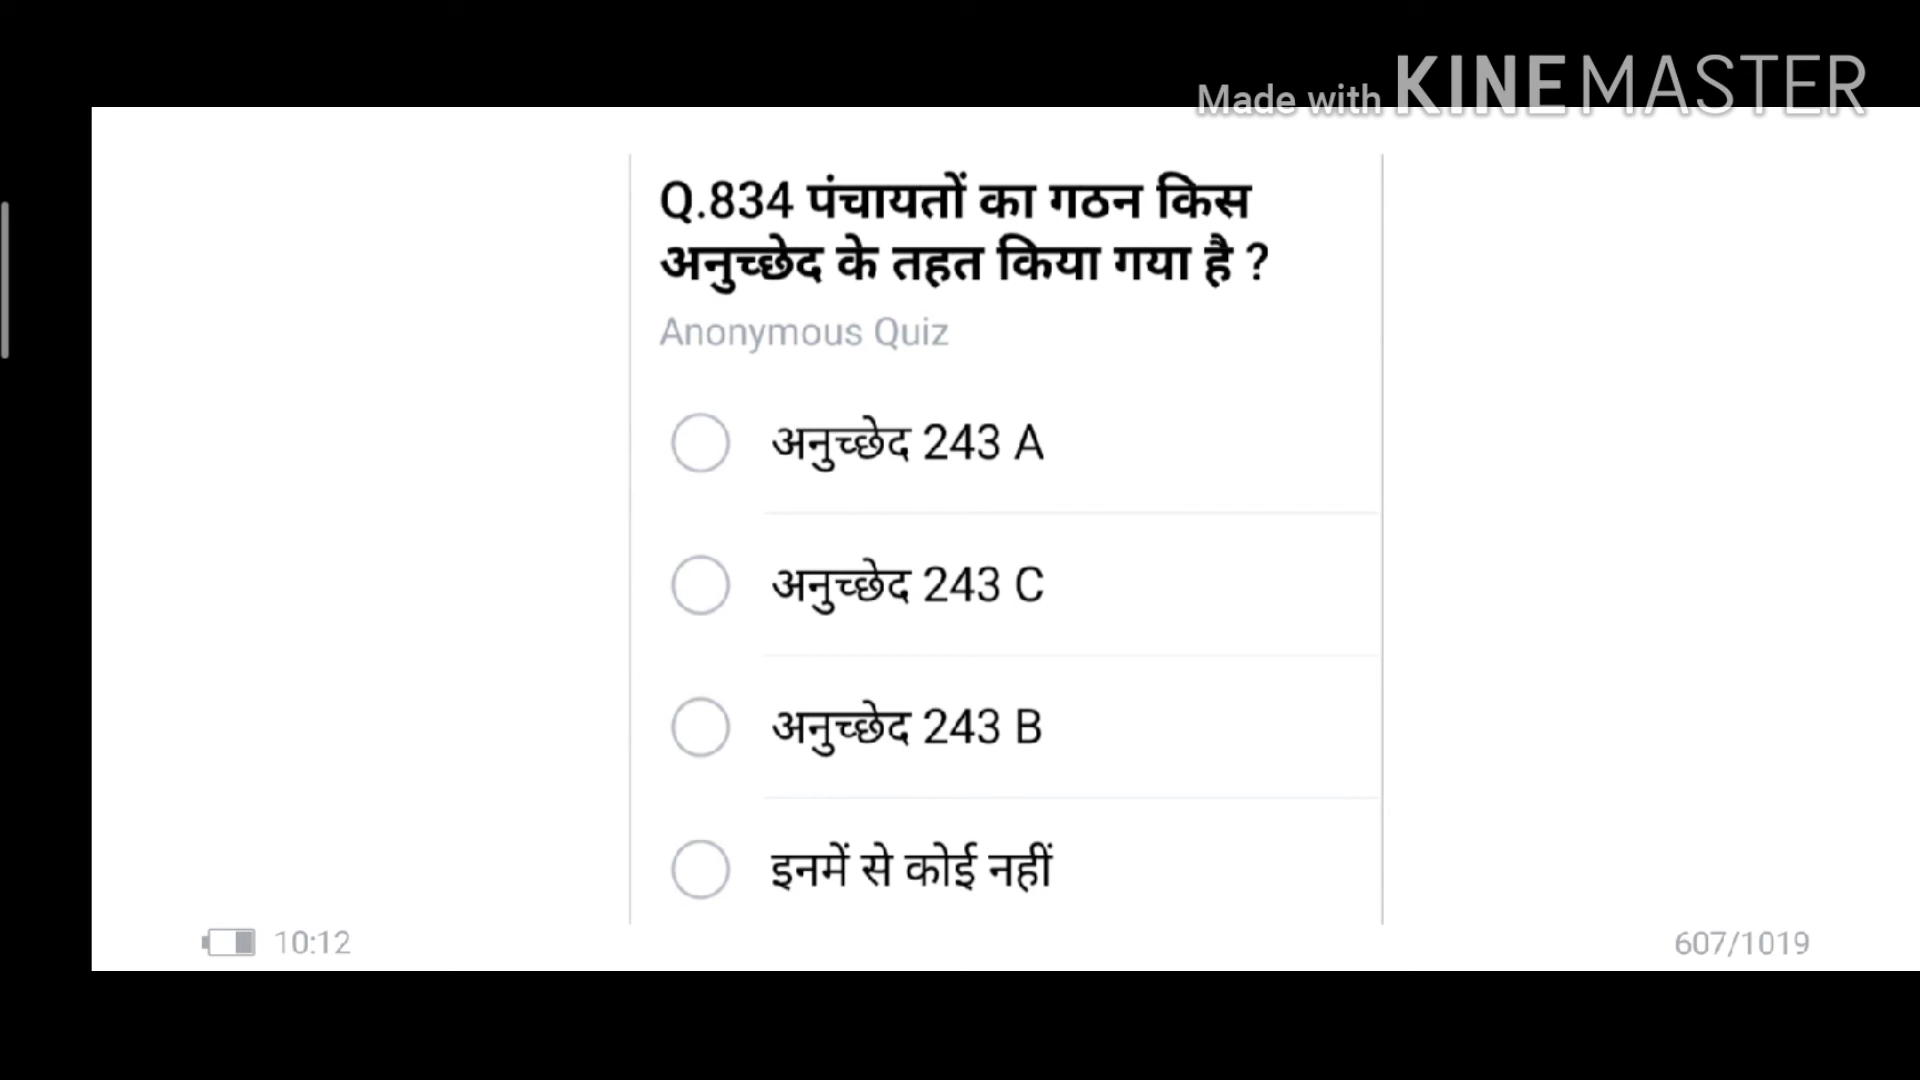 Made with KINEMASTER
Q.834 पंचायतों का गठन किस
अनुच्छेद के तहत किया गया है ?
Anonymous Quiz
अनुच्छेद 243 A
अनुच्छेद 243 C
अनुच्छेद 243 B
इनमें से कोई नहीं
10:12
607/1019